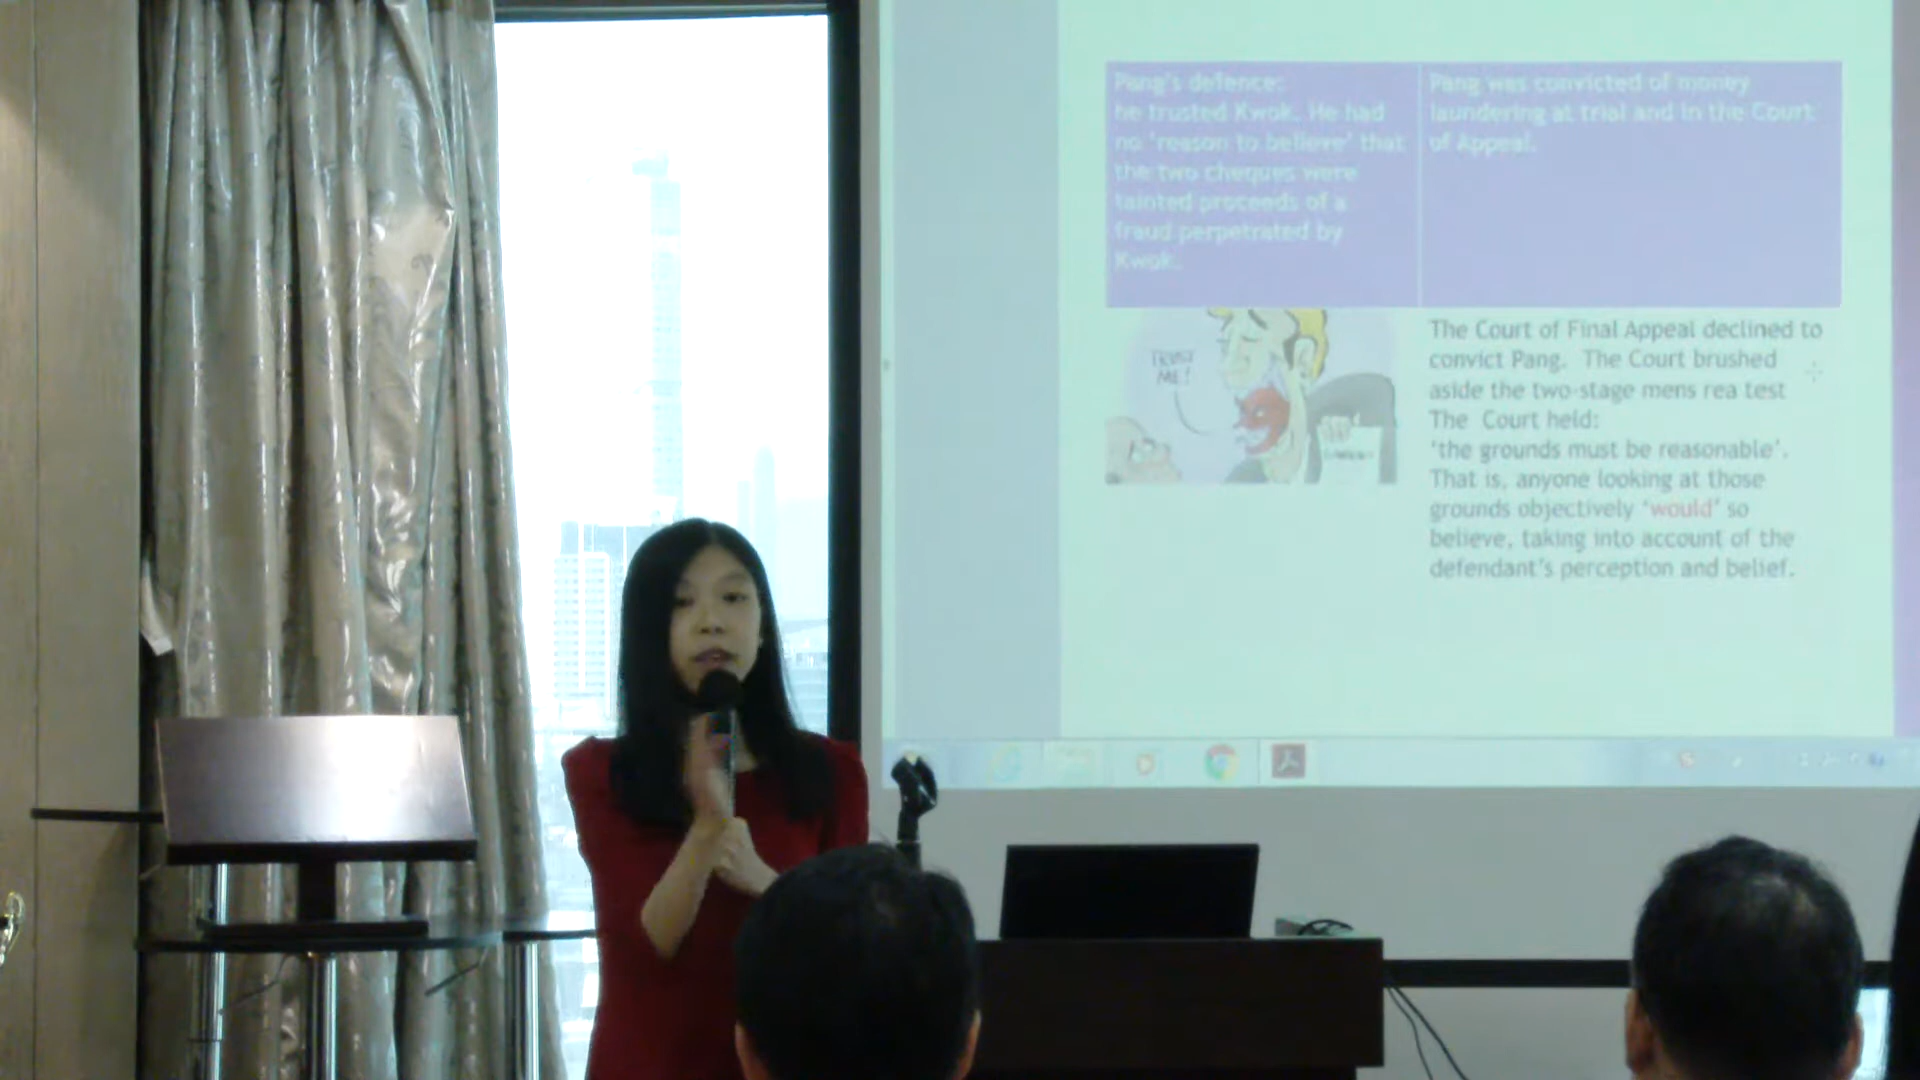 Pang's defence:
he trusted Kwok. He had
no 'reason to believe' that
the two cheques were
tainted proceeds of a
fraud perpetrated by
Kwok.
Pang was convicted of money
laundering at trial and in the Court
of Appeal.
TRUST
ME!
The Court of Final Appeal declined to
convict Pang. The Court brushed
aside the two-stage mens rea test
The Court held:
'the grounds must be reasonable'.
That is, anyone looking at those
grounds objectively 'would' so
believe, taking into account of the
defendant's perception and belief.